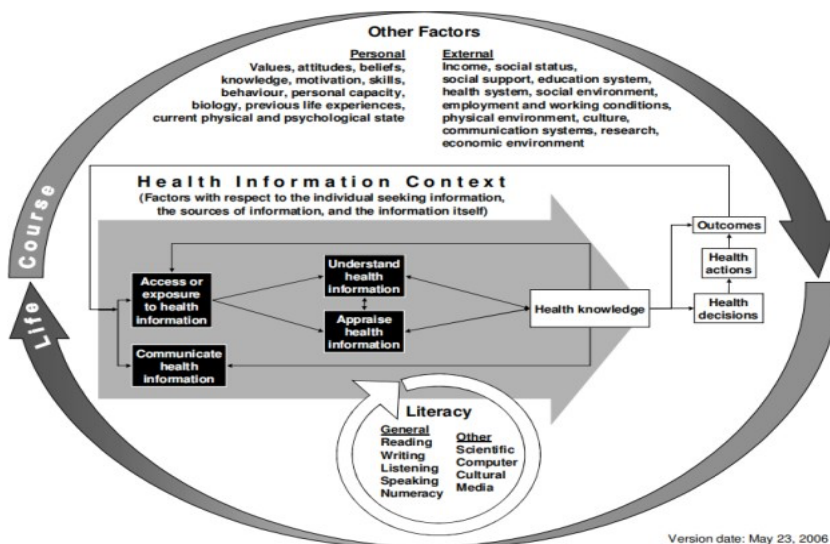 Other Factors
Personal
Values, attitudes, beliefs,
knowledge, motivation, skills,
behaviour, personal capacity,
biology, previous life experiences,
current physical and psychological state
External
Income, social status,
social support, education system,
health system, social environment,
employment and working conditions,
physical environment, culture,
communication systems, research,
economic environment
Life Course
Health Information Context
(Factors with respect to the individual seeking information,
the sources of information, and the information itself)
Access or
exposure
to health
information
Understand
health
information
Appraise
health
information
Communicate
health
information
Health knowledge
Outcomes
Health
actions
Health
decisions
Literacy
General
Reading
Writing
Listening
Speaking
Numeracy
Other
Scientific
Computer
Cultural
Media
Version date: May 23, 2006